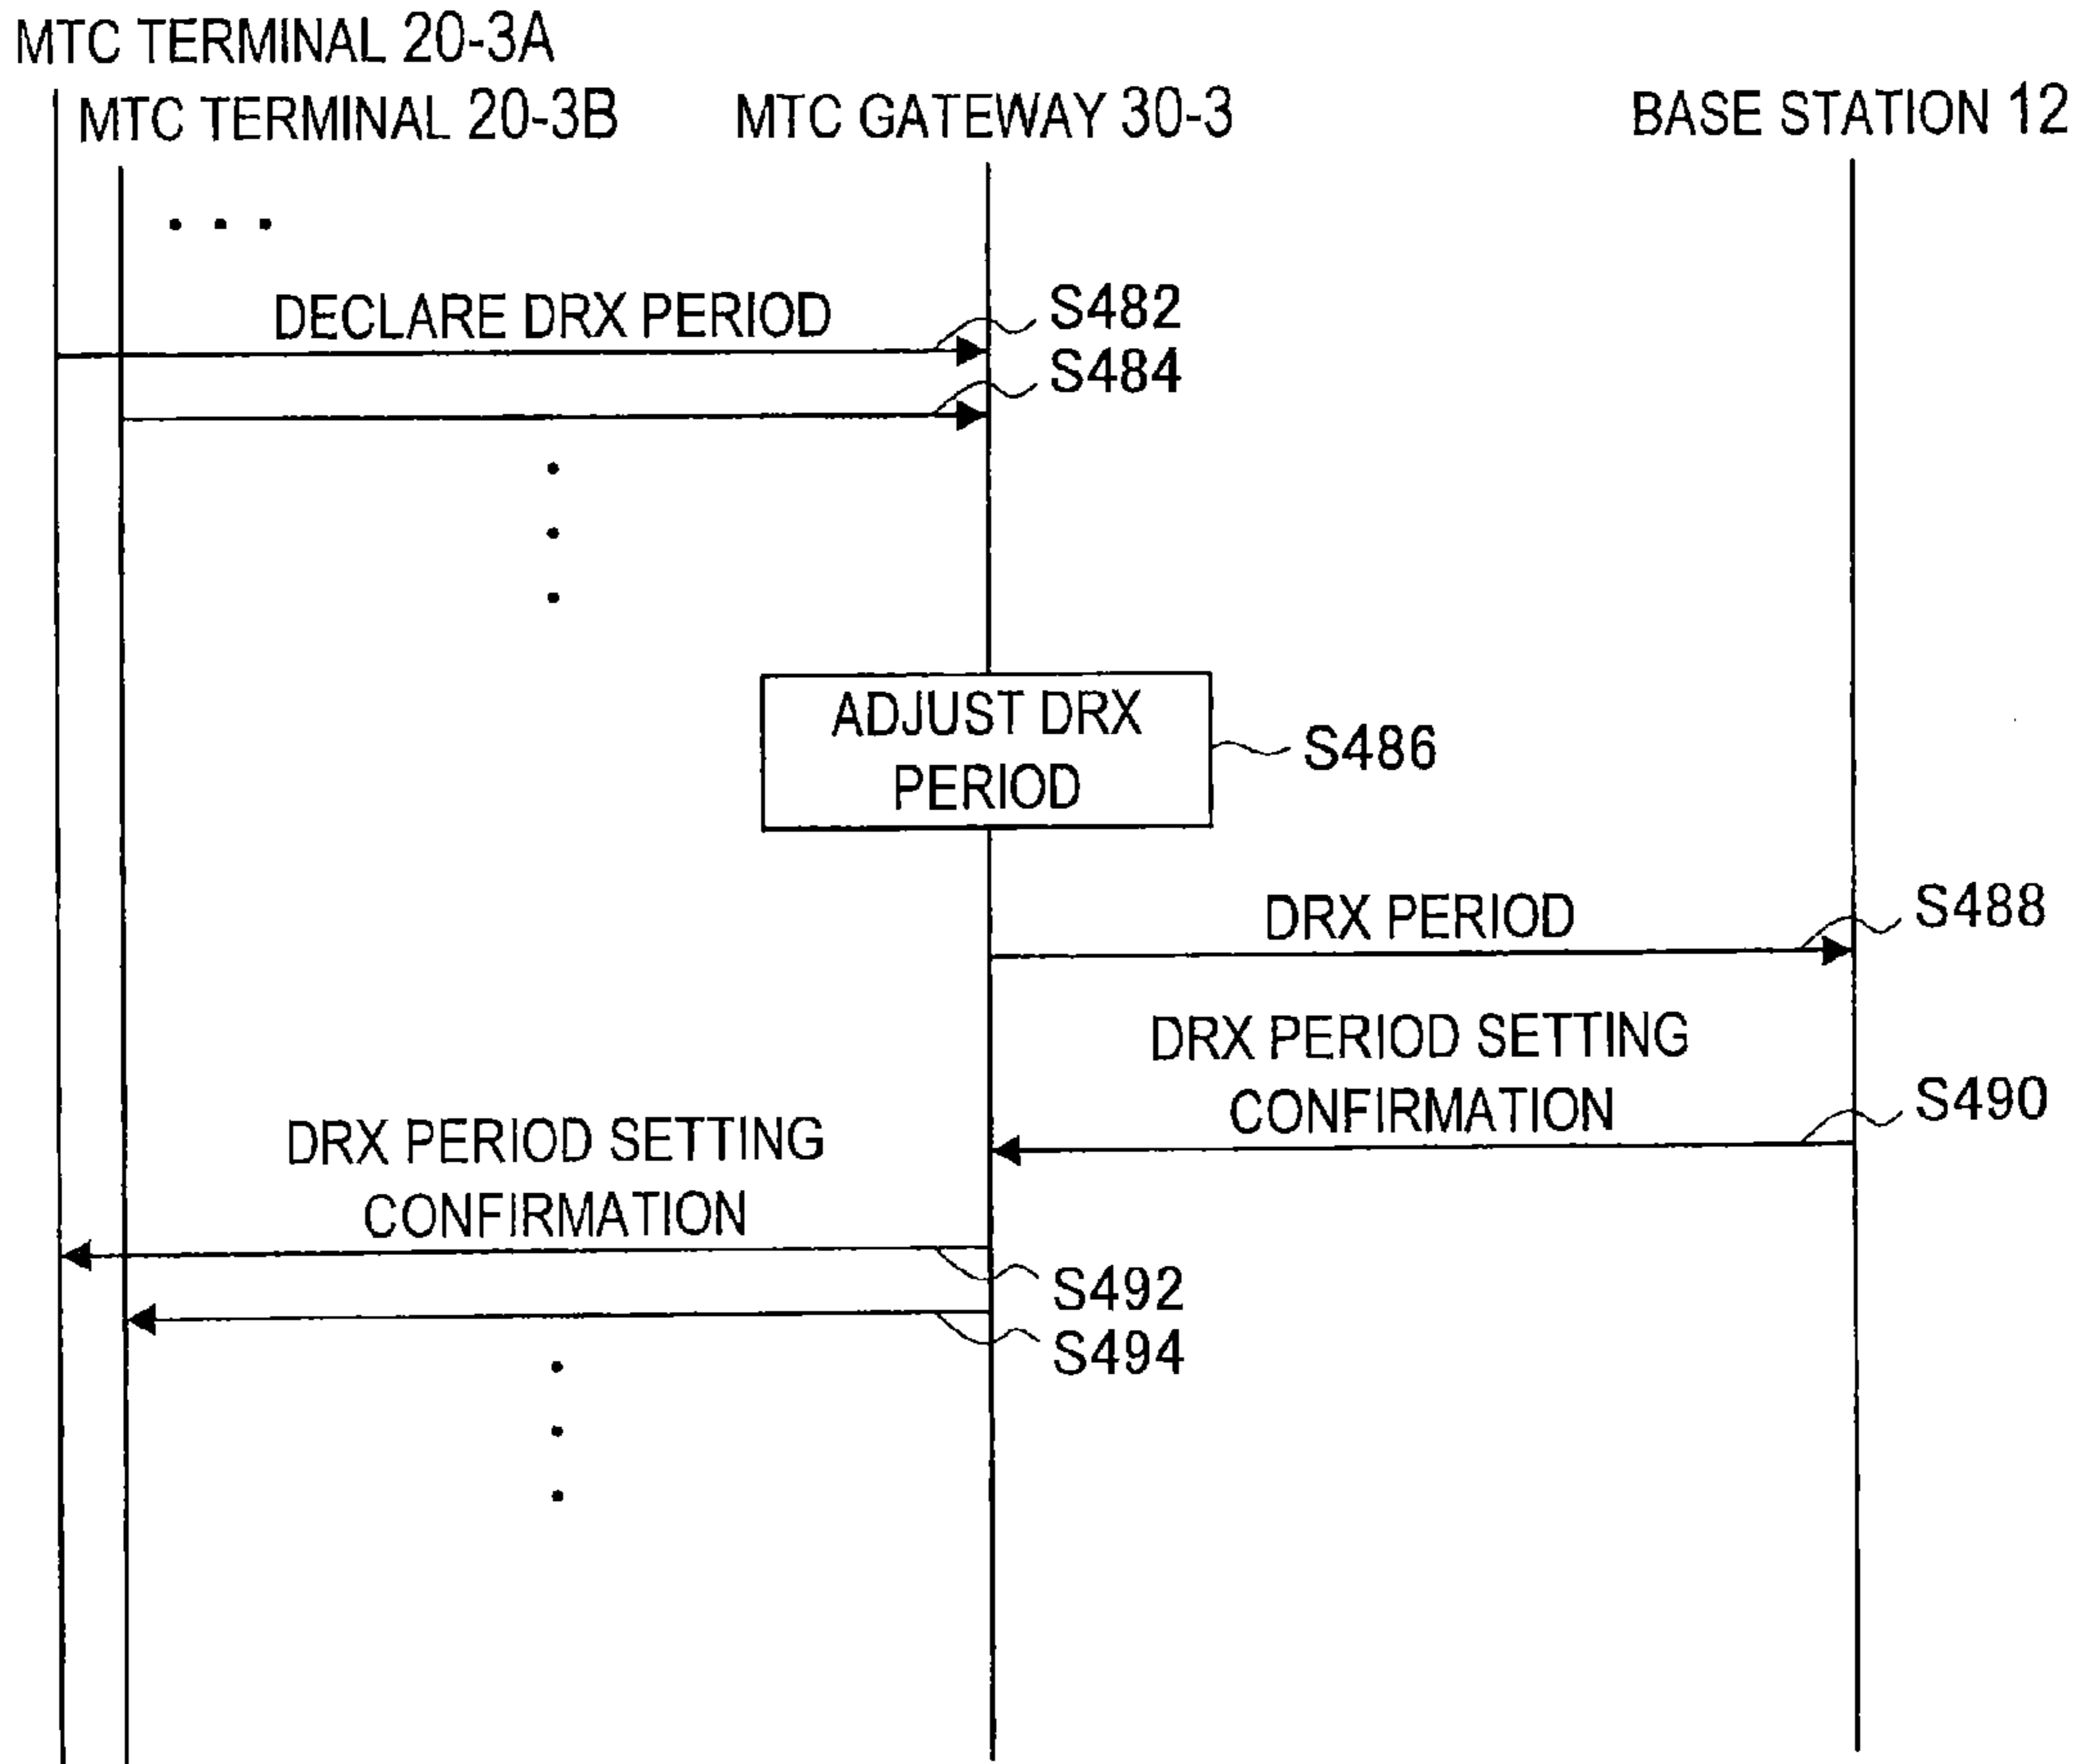 MTC TERMINAL 20-3A
MTC TERMINAL 20-3B
MTC GATEWAY 30-3
BASE STATION 12
DECLARE DRX PERIOD
S482
S484
ADJUST DRX
PERIOD
S486
DRX PERIOD
S488
DRX PERIOD SETTING
CONFIRMATION
S490
DRX PERIOD SETTING
CONFIRMATION
S492
S494